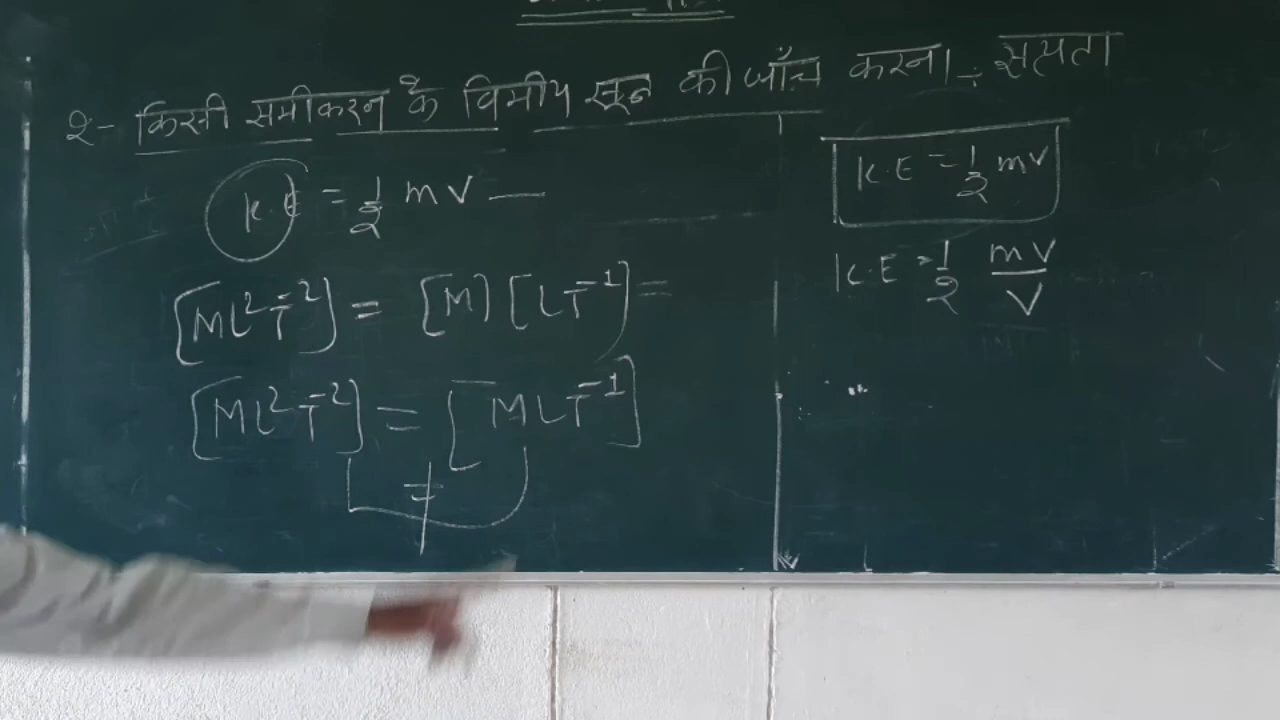 २- किसी समीकरन के विमीय सूत्र की जाँच करना :- सत्यता
K.E = 1/2 mv —
[ML²T⁻²] = [M] [LT⁻¹] =
[ML²T⁻²] = [MLT⁻¹]
≠
K.E = 1/2 mv
K.E = 1/2 mv/v